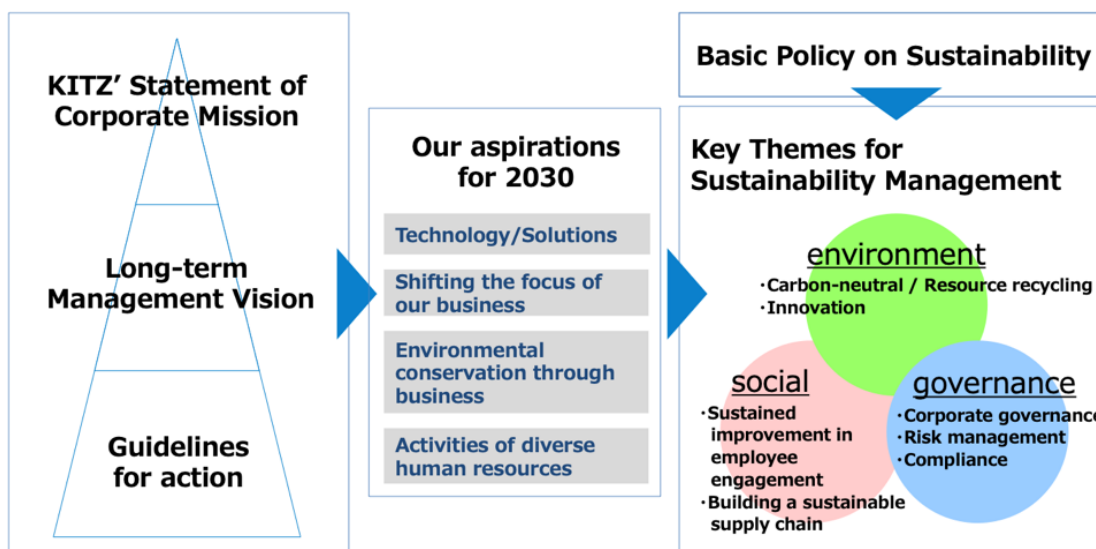 KITZ’ Statement of
Corporate Mission
Long-term
Management Vision
Guidelines
for action
Our aspirations
for 2030
Technology/Solutions
Shifting the focus of
our business
Environmental
conservation through
business
Activities of diverse
human resources
Basic Policy on Sustainability
Key Themes for
Sustainability Management
environment
・Carbon-neutral / Resource recycling
・Innovation
social
・Sustained
improvement in
employee
engagement
・Building a sustainable
supply chain
governance
・Corporate governance
・Risk management
・Compliance